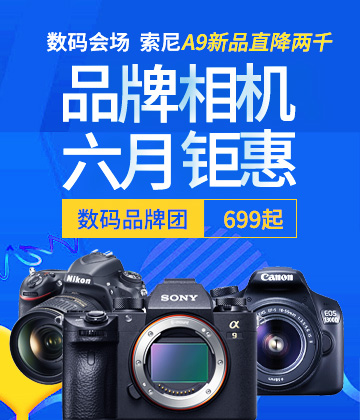 数码会场 索尼A9新品直降两千
品牌相机
六月钜惠
数码品牌团 699起
Nikon
SONY
α
9
Canon
EOS
1300D